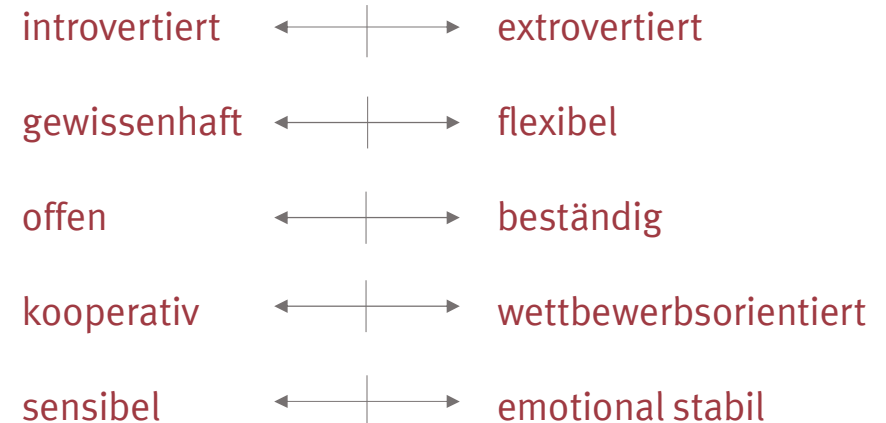 introvertiert extrovertiert
gewissenhaft flexibel
offen beständig
kooperativ wettbewerbsorientiert
sensibel emotional stabil